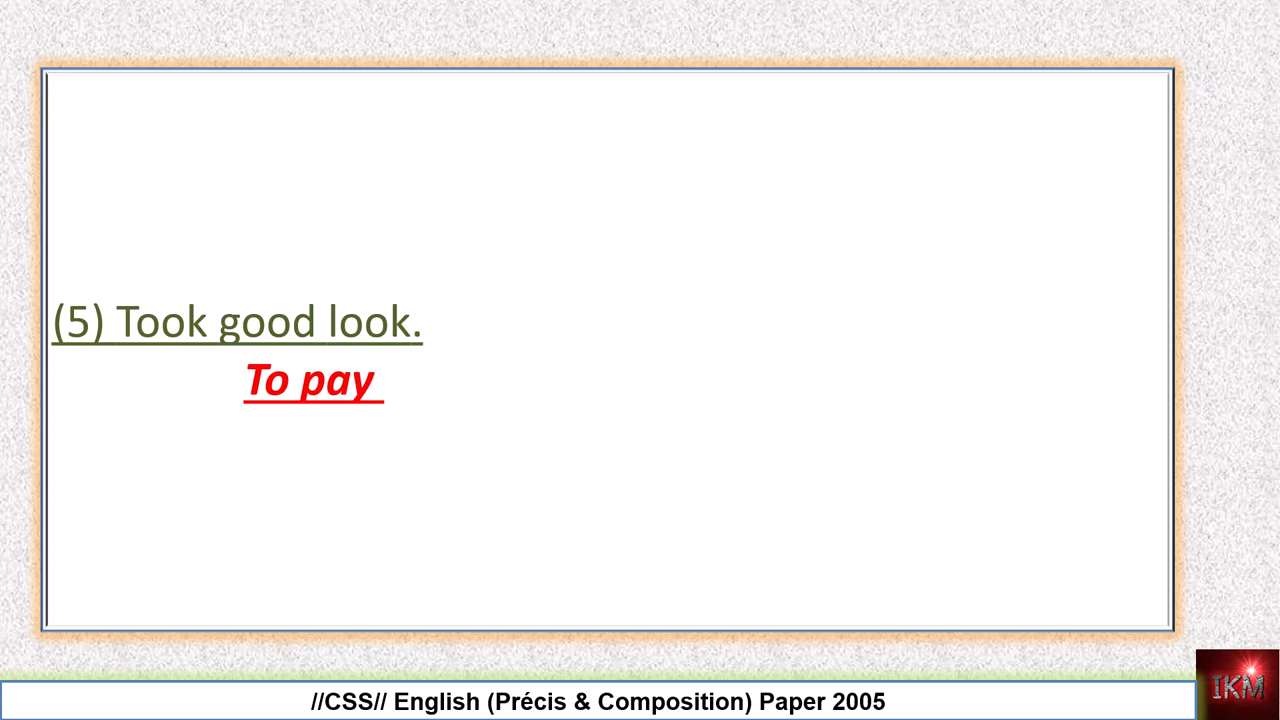 (5) Took good look.
To pay
//CSS// English (Précis & Composition) Paper 2005
IKM